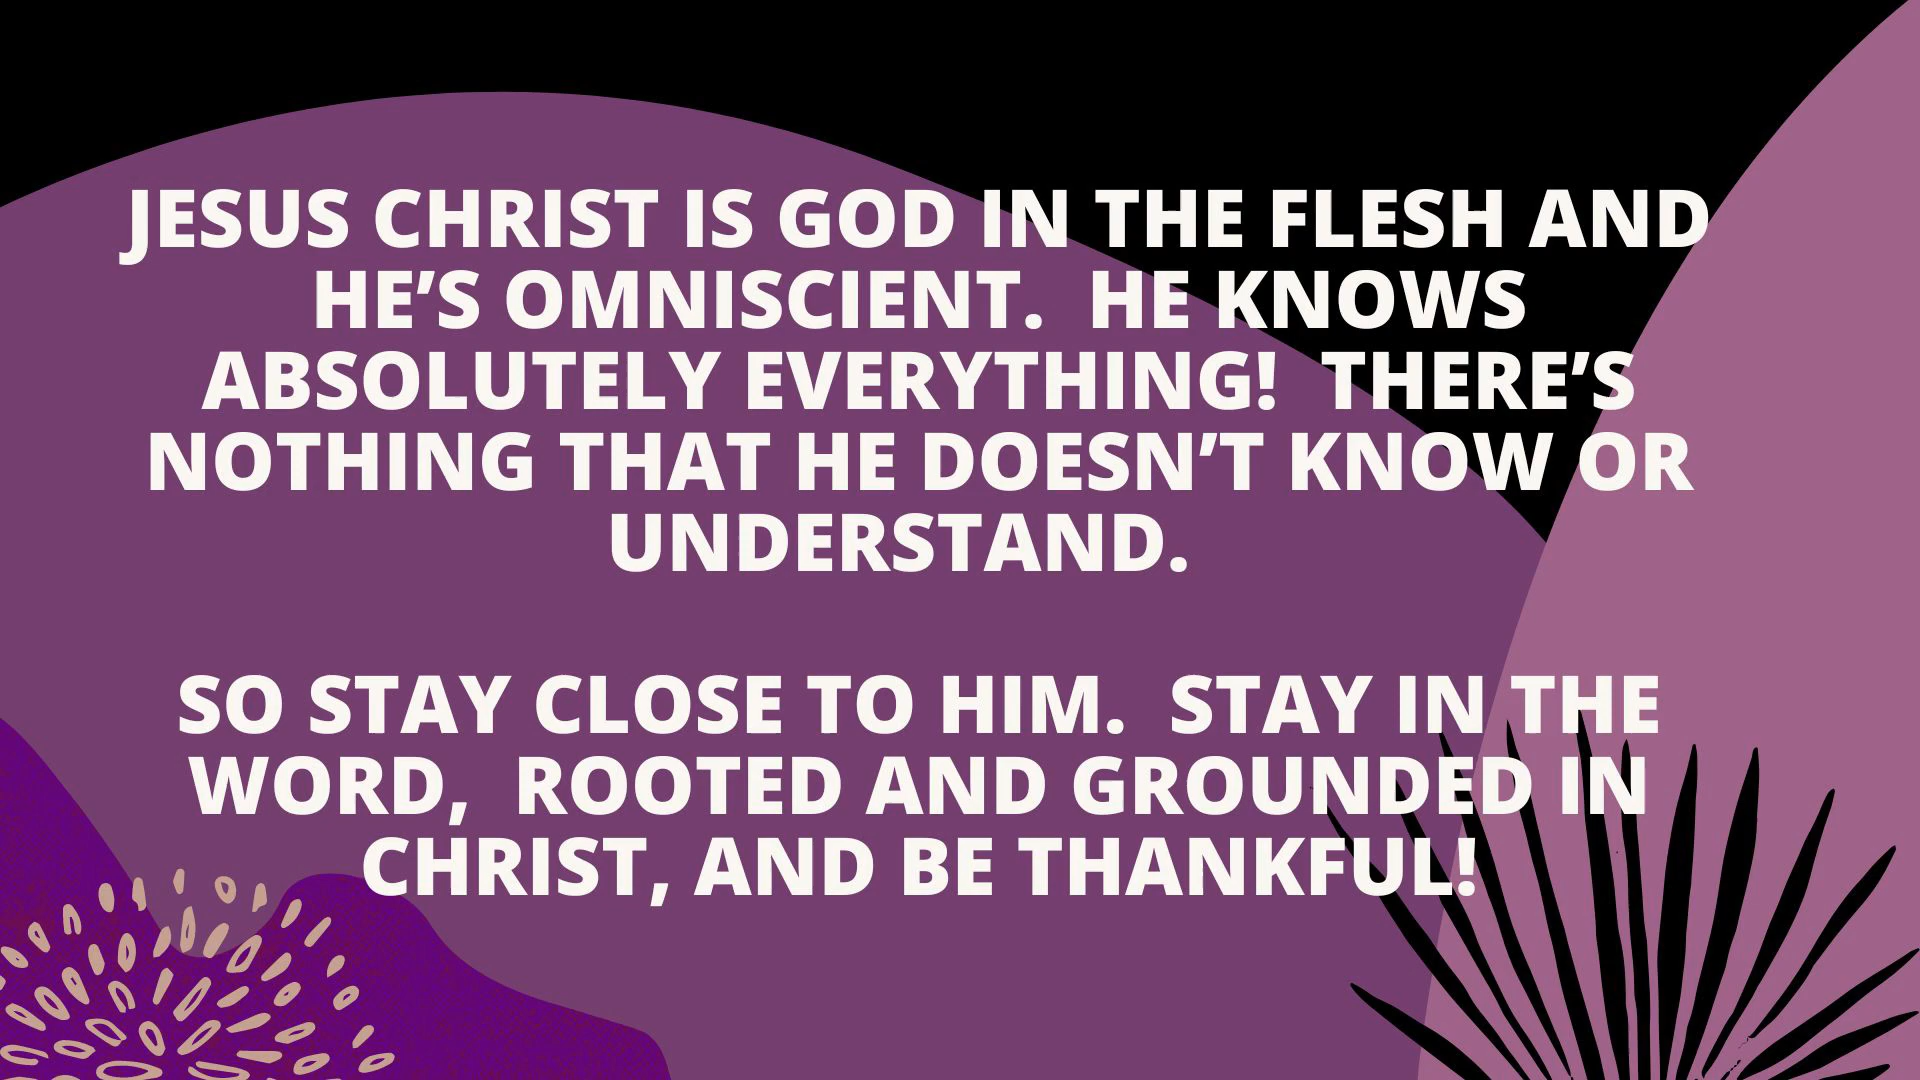 JESUS CHRIST IS GOD IN THE FLESH AND
HE’S OMNISCIENT.  HE KNOWS
ABSOLUTELY EVERYTHING!  THERE’S
NOTHING THAT HE DOESN’T KNOW OR
UNDERSTAND.
SO STAY CLOSE TO HIM.  STAY IN THE
WORD,  ROOTED AND GROUNDED IN
CHRIST, AND BE THANKFUL!